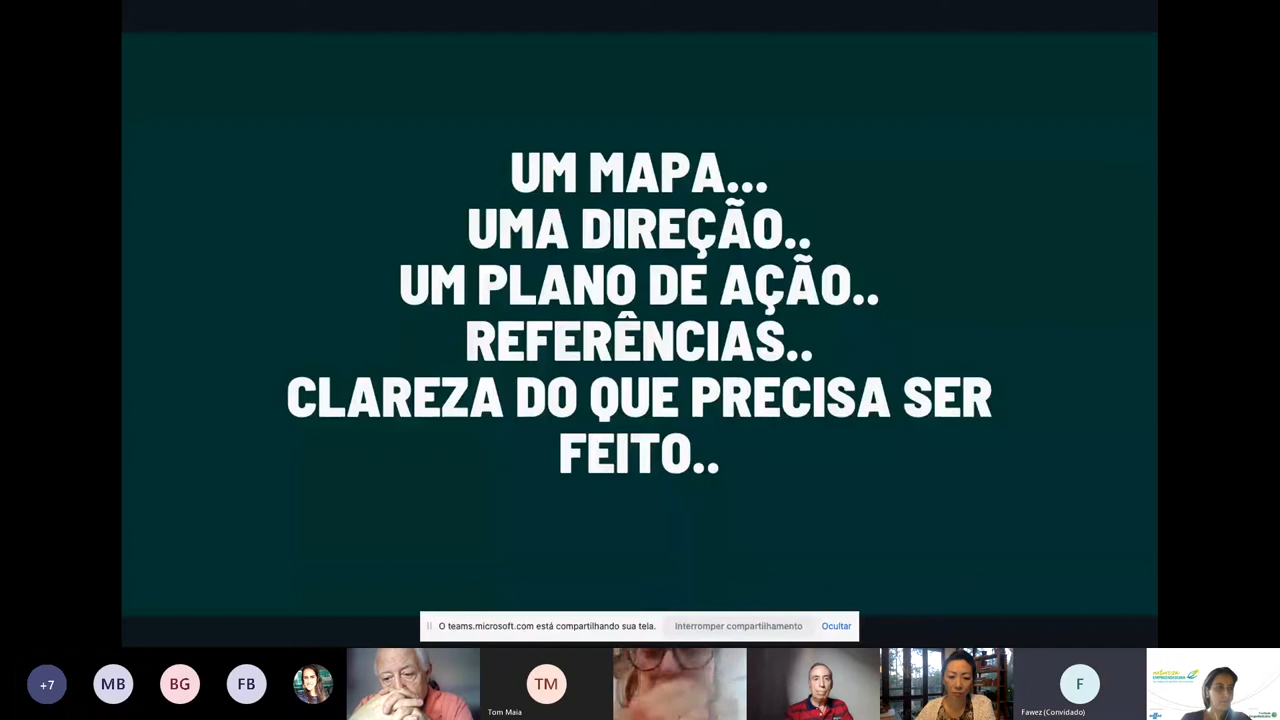 UM MAPA...
UMA DIREÇÃO..
UM PLANO DE AÇÃO..
REFERÊNCIAS..
CLAREZA DO QUE PRECISA SER
FEITO..
O teams.microsoft.com está compartilhando sua tela. Interromper compartilhamento Ocultar
+7 MB BG FB TM F
Tom Maia Fawez (Convidado)